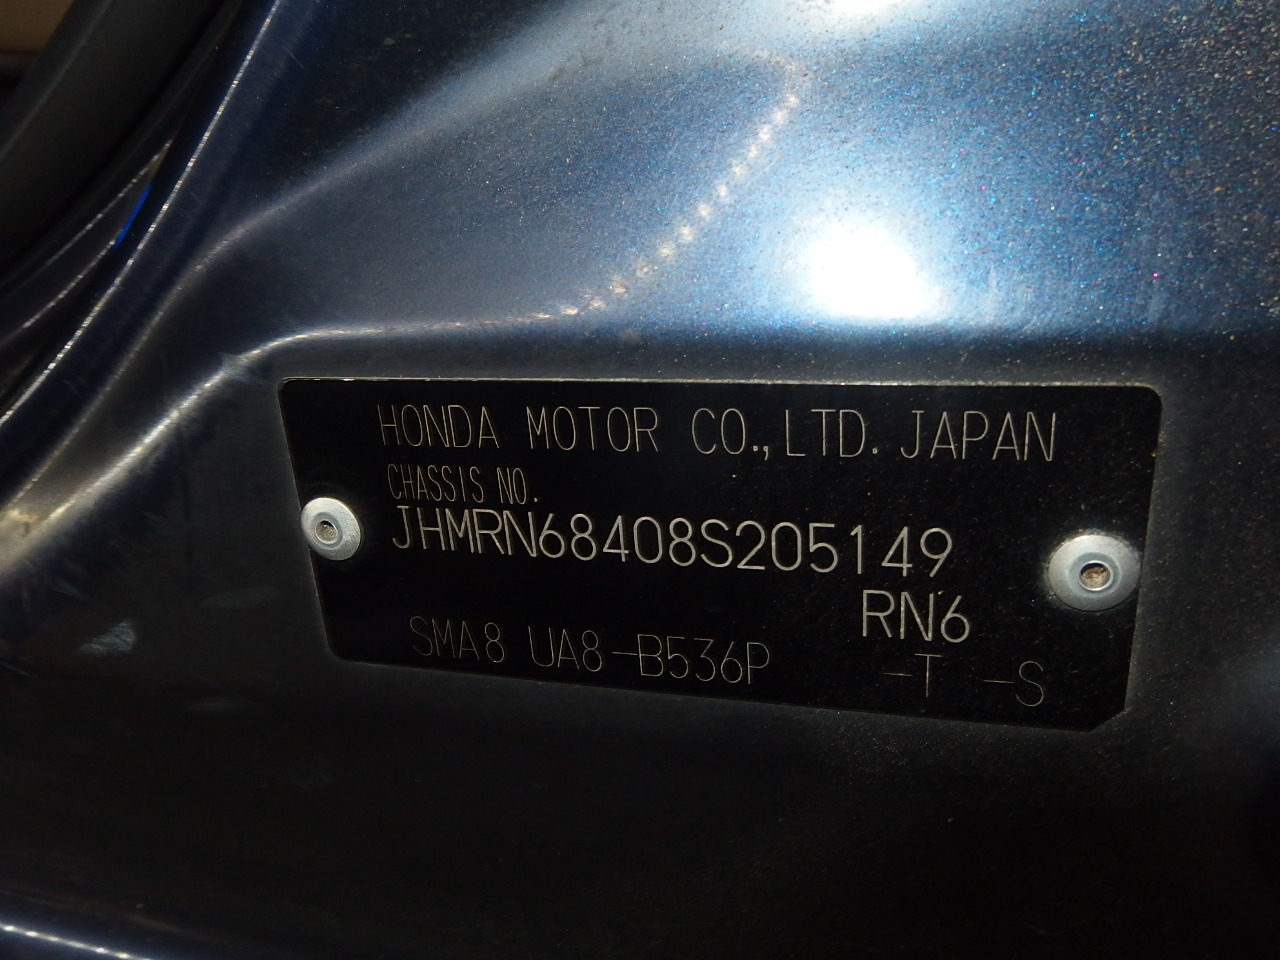 HONDA MOTOR CO., LTD. JAPAN
CHASSIS NO.
JHMRN68408S205149
RN6
SMA8 UA8-B536P -T -S